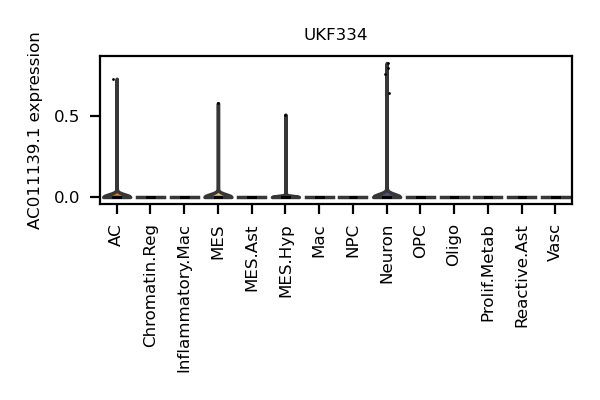 UKF334
AC011139.1 expression
0.5
0.0
AC
Chromatin.Reg
Inflammatory.Mac
MES
MES.Ast
MES.Hyp
Mac
NPC
Neuron
OPC
Oligo
Prolif.Metab
Reactive.Ast
Vasc